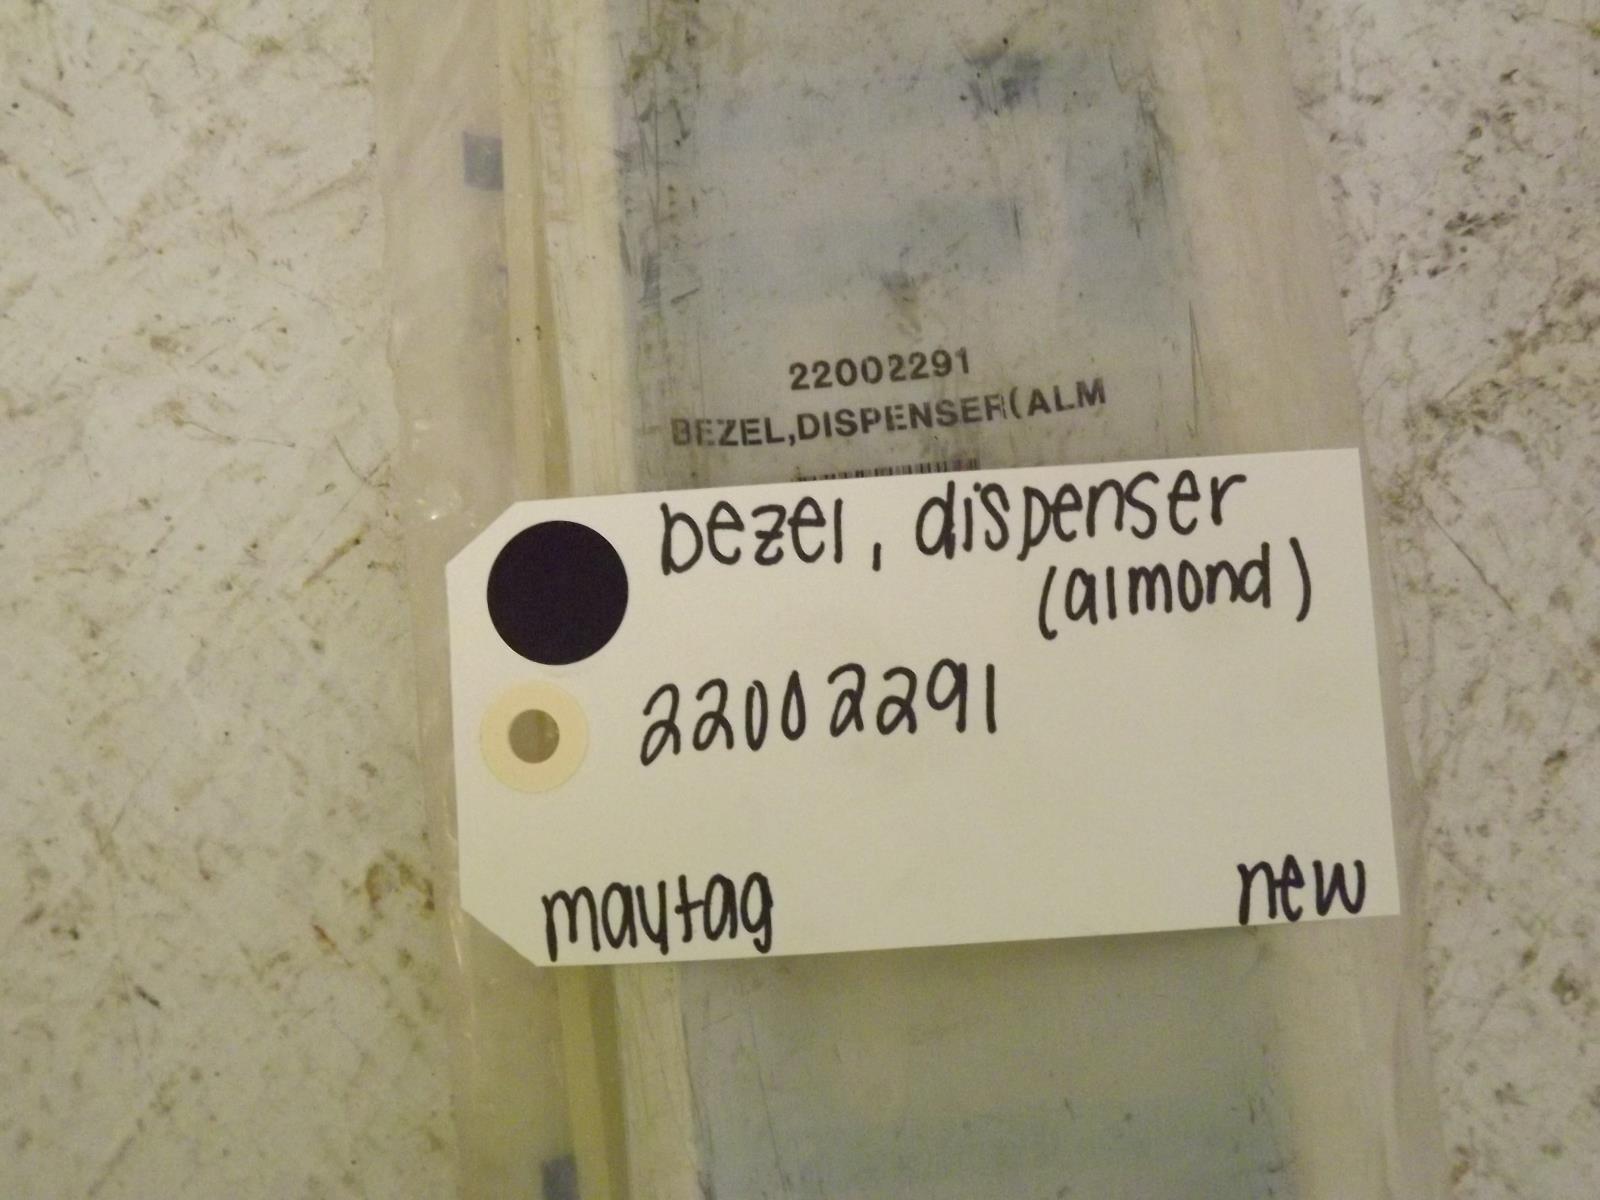 22002291
BEZEL,DISPENSER(ALM
bezel, dispenser
(almond)
22002291
maytag new